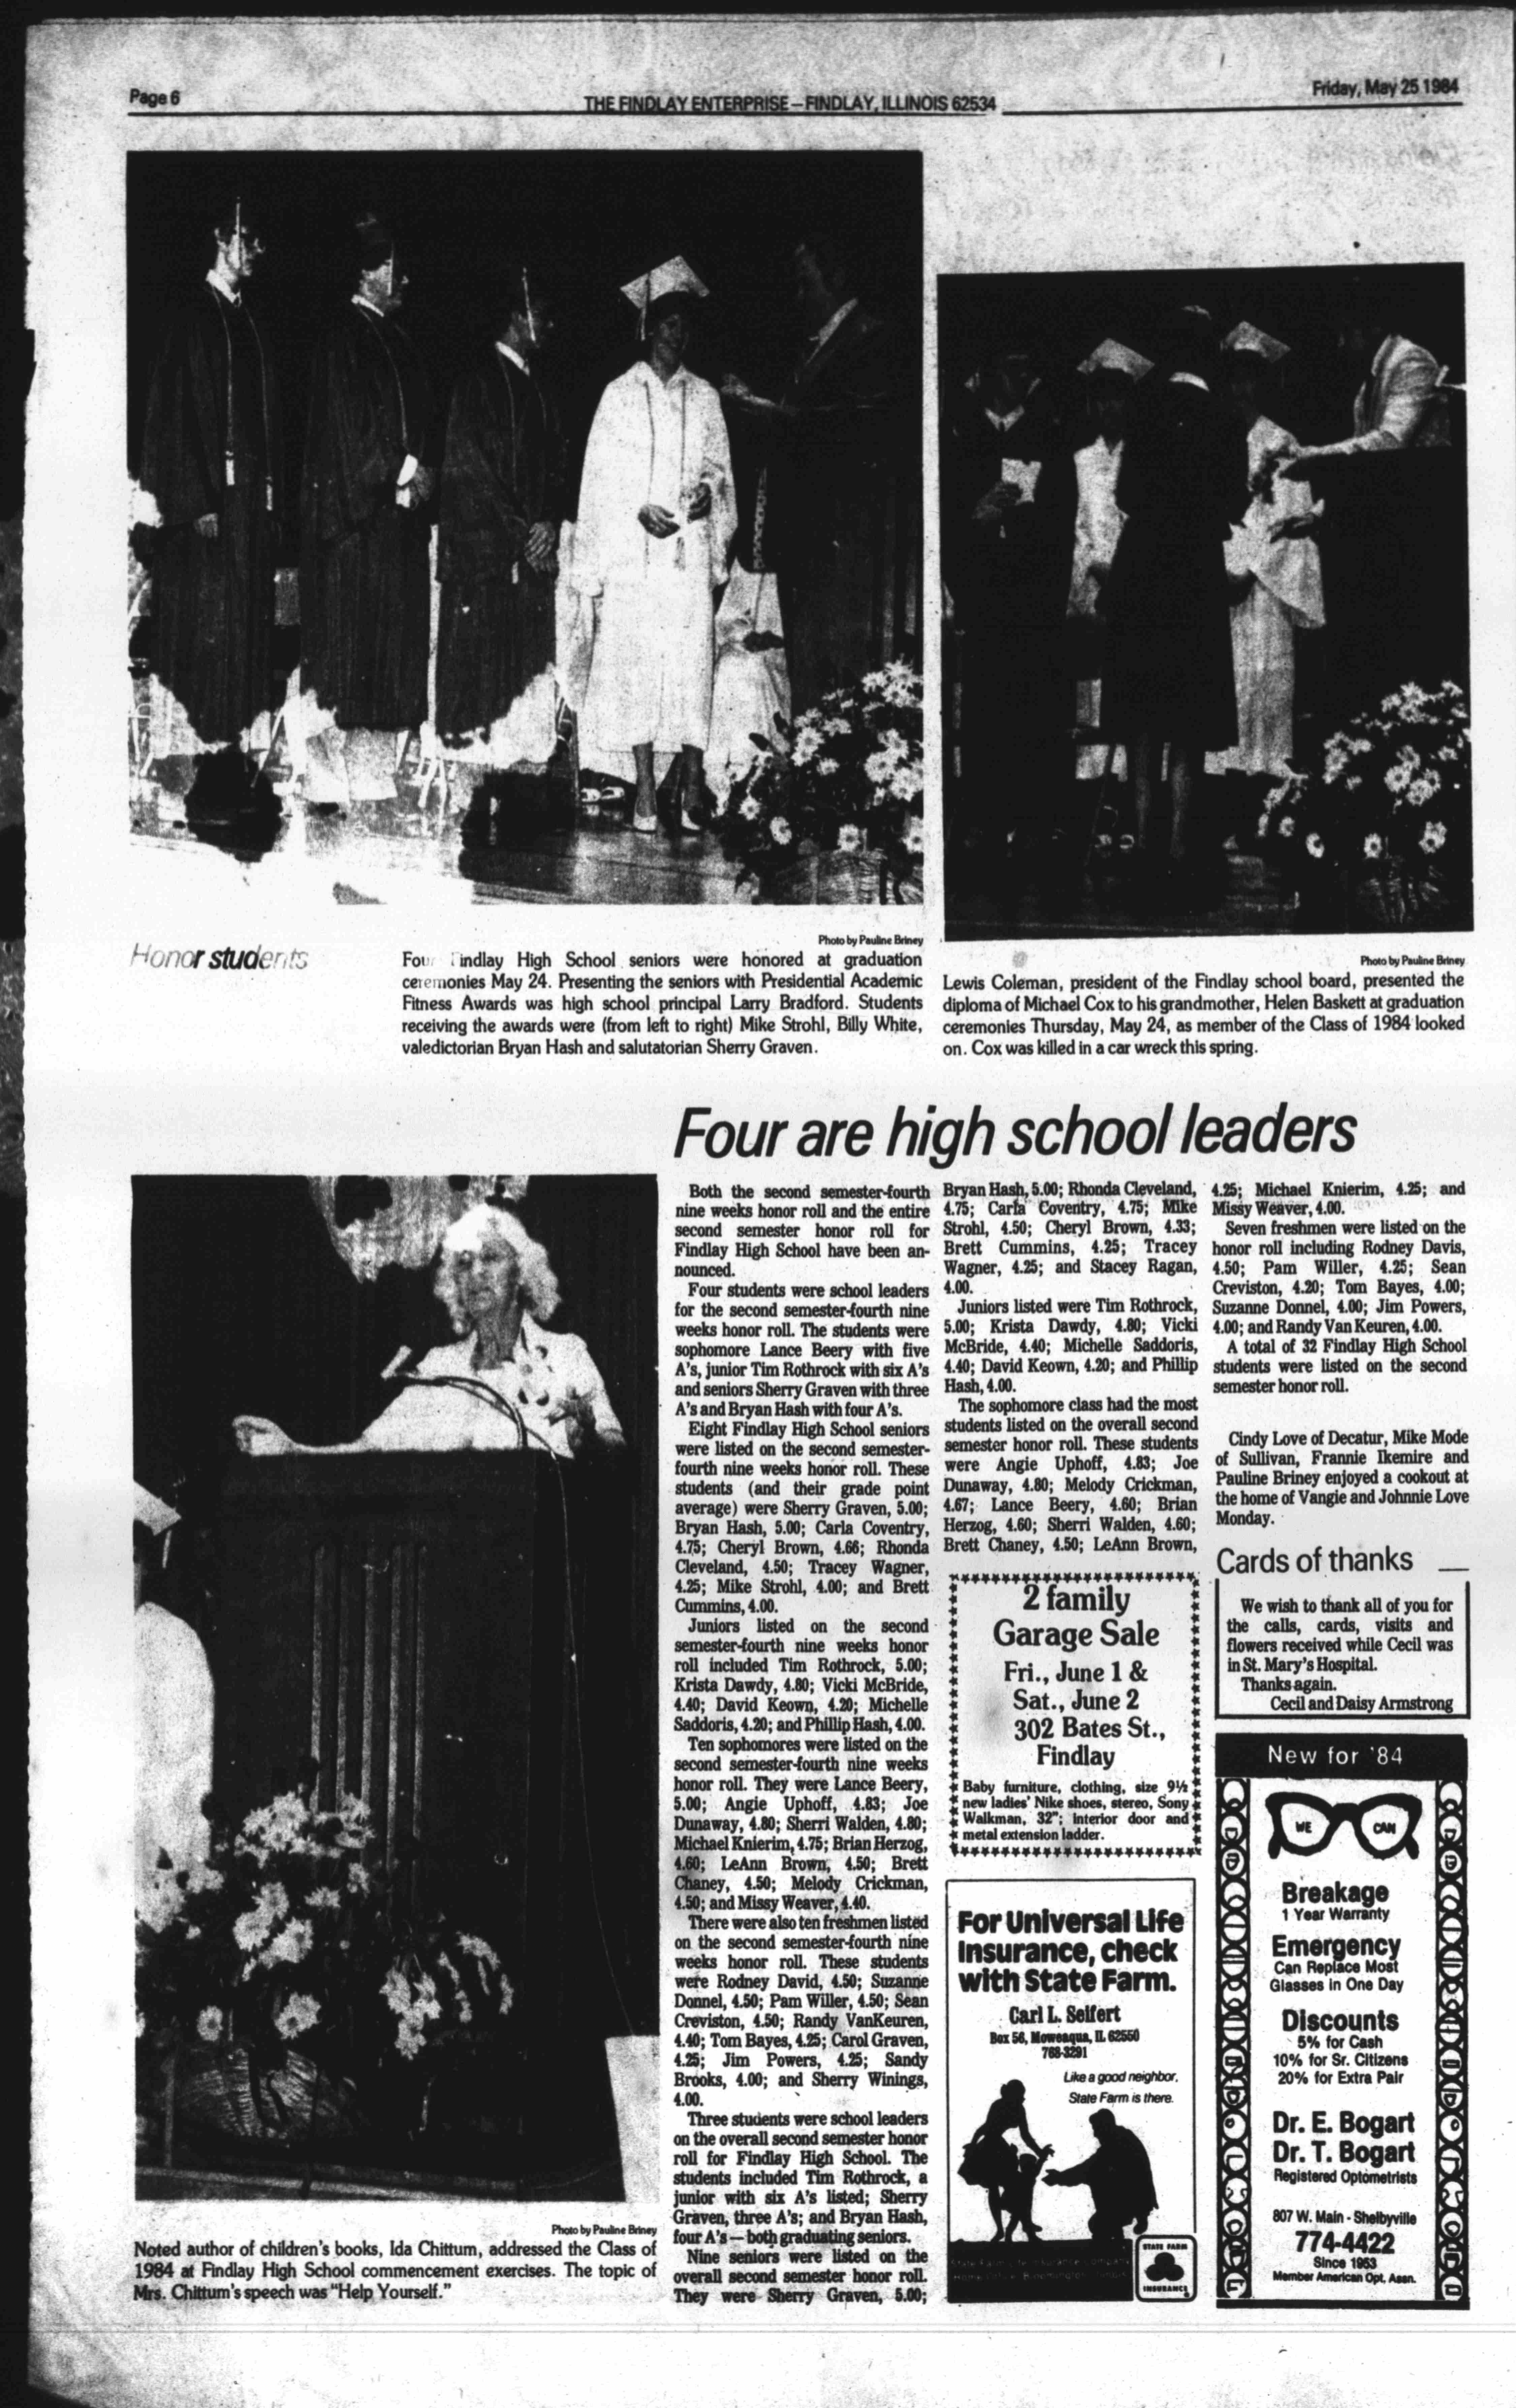 Page 6
THE FINDLAY ENTERPRISE — FINDLAY, ILLINOIS 62534
Friday, May 25 1984
Photo by Pauline Briney
Honor students
Four Findlay High School seniors were honored at graduation
ceremonies May 24. Presenting the seniors with Presidential Academic
Fitness Awards was high school principal Larry Bradford. Students
receiving the awards were (from left to right) Mike Strohl, Billy White,
valedictorian Bryan Hash and salutatorian Sherry Graven.
Photo by Pauline Briney
Lewis Coleman, president of the Findlay school board, presented the
diploma of Michael Cox to his grandmother, Helen Baskett at graduation
ceremonies Thursday, May 24, as member of the Class of 1984 looked
on. Cox was killed in a car wreck this spring.
Photo by Pauline Briney
Noted author of children's books, Ida Chittum, addressed the Class of
1984 at Findlay High School commencement exercises. The topic of
Mrs. Chittum's speech was "Help Yourself."
Four are high school leaders
Both the second semester-fourth
nine weeks honor roll and the entire
second semester honor roll for
Findlay High School have been an-
nounced.
Four students were school leaders
for the second semester-fourth nine
weeks honor roll. The students were
sophomore Lance Beery with five
A's, junior Tim Rothrock with six A's
and seniors Sherry Graven with three
A's and Bryan Hash with four A's.
Eight Findlay High School seniors
were listed on the second semester-
fourth nine weeks honor roll. These
students (and their grade point
average) were Sherry Graven, 5.00;
Bryan Hash, 5.00; Carla Coventry,
4.75; Cheryl Brown, 4.66; Rhonda
Cleveland, 4.50; Tracey Wagner,
4.25; Mike Strohl, 4.00; and Brett
Cummins, 4.00.
Juniors listed on the second
semester-fourth nine weeks honor
roll included Tim Rothrock, 5.00;
Krista Dawdy, 4.80; Vicki McBride,
4.40; David Keown, 4.20; Michelle
Saddoris, 4.20; and Phillip Hash, 4.00.
Ten sophomores were listed on the
second semester-fourth nine weeks
honor roll. They were Lance Beery,
5.00; Angie Uphoff, 4.83; Joe
Dunaway, 4.80; Sherri Walden, 4.80;
Michael Knierim, 4.75; Brian Herzog,
4.60; LeAnn Brown, 4.50; Brett
Chaney, 4.50; Melody Crickman,
4.50; and Missy Weaver, 4.40.
There were also ten freshmen listed
on the second semester-fourth nine
weeks honor roll. These students
were Rodney David, 4.50; Suzanne
Donnel, 4.50; Pam Willer, 4.50; Sean
Creviston, 4.50; Randy VanKeuren,
4.40; Tom Bayes, 4.25; Carol Graven,
4.25; Jim Powers, 4.25; Sandy
Brooks, 4.00; and Sherry Winings,
4.00.
Three students were school leaders
on the overall second semester honor
roll for Findlay High School. The
students included Tim Rothrock, a
junior with six A's listed; Sherry
Graven, three A's; and Bryan Hash,
four A's — both graduating seniors.
Nine seniors were listed on the
overall second semester honor roll.
They were Sherry Graven, 5.00;
Bryan Hash, 5.00; Rhonda Cleveland,
4.75; Carla Coventry, 4.75; Mike
Strohl, 4.50; Cheryl Brown, 4.33;
Brett Cummins, 4.25; Tracey
Wagner, 4.25; and Stacey Ragan,
4.00.
Juniors listed were Tim Rothrock,
5.00; Krista Dawdy, 4.80; Vicki
McBride, 4.40; Michelle Saddoris,
4.40; David Keown, 4.20; and Phillip
Hash, 4.00.
The sophomore class had the most
students listed on the overall second
semester honor roll. These students
were Angie Uphoff, 4.83; Joe
Dunaway, 4.80; Melody Crickman,
4.67; Lance Beery, 4.60; Brian
Herzog, 4.60; Sherri Walden, 4.60;
Brett Chaney, 4.50; LeAnn Brown,
4.25; Michael Knierim, 4.25; and
Missy Weaver, 4.00.
Seven freshmen were listed on the
honor roll including Rodney Davis,
4.50; Pam Willer, 4.25; Sean
Creviston, 4.20; Tom Bayes, 4.00;
Suzanne Donnel, 4.00; Jim Powers,
4.00; and Randy Van Keuren, 4.00.
A total of 32 Findlay High School
students were listed on the second
semester honor roll.
Cindy Love of Decatur, Mike Mode
of Sullivan, Frannie Ikemire and
Pauline Briney enjoyed a cookout at
the home of Vangie and Johnnie Love
Monday.
2 family
Garage Sale
Fri., June 1 &
Sat., June 2
302 Bates St.,
Findlay
Baby furniture, clothing, size 9½
new ladies' Nike shoes, stereo, Sony
Walkman, 32"; interior door and
metal extension ladder.
For Universal Life
Insurance, check
with State Farm.
Carl L. Seifert
Box 56, Moweaqua, IL 62550
768-3291
Like a good neighbor,
State Farm is there.
State Farm Life Insurance Company
Home Office: Bloomington, Illinois
STATE FARM
INSURANCE
Cards of thanks
We wish to thank all of you for
the calls, cards, visits and
flowers received while Cecil was
in St. Mary's Hospital.
Thanks again.
Cecil and Daisy Armstrong
New for '84
WE CAN
Breakage
1 Year Warranty
Emergency
Can Replace Most
Glasses in One Day
Discounts
5% for Cash
10% for Sr. Citizens
20% for Extra Pair
Dr. E. Bogart
Dr. T. Bogart
Registered Optometrists
807 W. Main - Shelbyville
774-4422
Since 1963
Member American Opt. Assn.